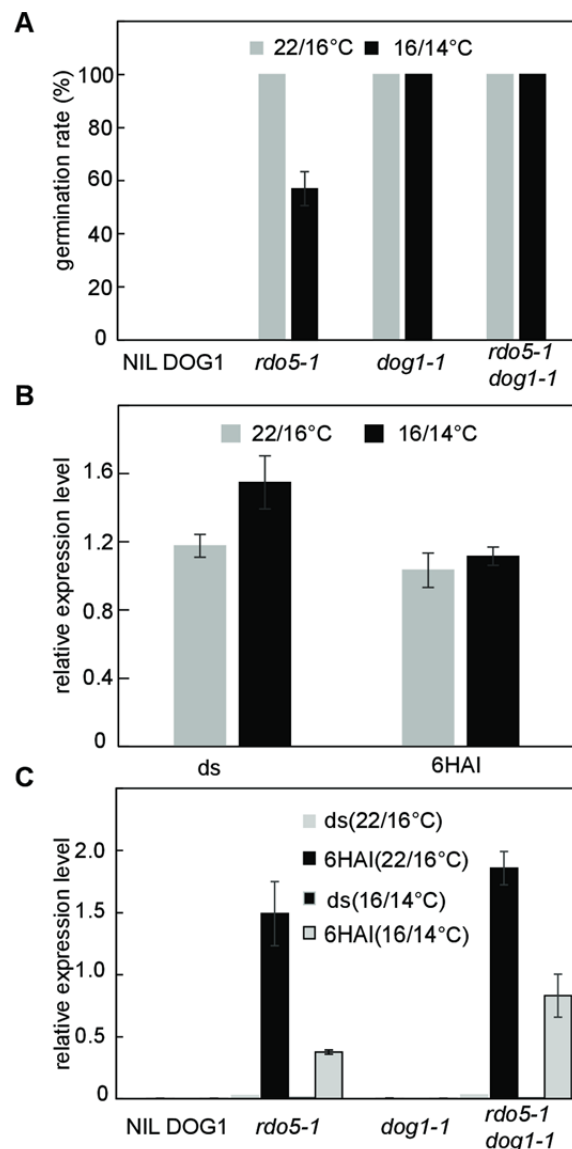 A
22/16°C 16/14°C
germination rate (%)
100
80
60
40
20
0
NIL DOG1 rdo5-1 dog1-1 rdo5-1
dog1-1
B
22/16°C 16/14°C
relative expression level
1.6
1.2
0.8
0.4
0
ds 6HAI
C
ds(22/16°C)
6HAI(22/16°C)
ds(16/14°C)
6HAI(16/14°C)
relative expression level
2.0
1.5
1.0
0.5
0
NIL DOG1 rdo5-1 dog1-1 rdo5-1
dog1-1